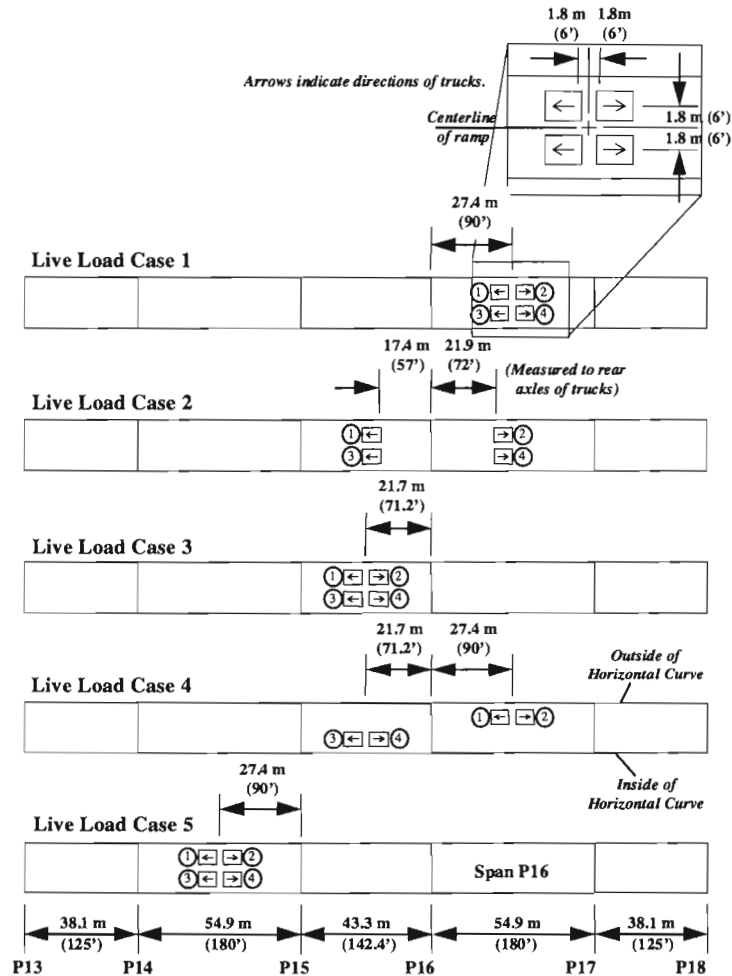 1.8 m 1.8m
(6') (6')
Arrows indicate directions of trucks.
Centerline
of ramp
1.8 m (6')
1.8 m (6')
27.4 m
(90')
Live Load Case 1
1 2
3 4
17.4 m 21.9 m
(57') (72')
(Measured to rear
axles of trucks)
Live Load Case 2
1 2
3 4
21.7 m
(71.2')
Live Load Case 3
1 2
3 4
21.7 m 27.4 m
(71.2') (90')
Outside of
Horizontal Curve
Live Load Case 4
1 2
3 4
Inside of
Horizontal Curve
27.4 m
(90')
Live Load Case 5
1 2
3 4
Span P16
38.1 m 54.9 m 43.3 m 54.9 m 38.1 m
(125') (180') (142.4') (180') (125')
P13 P14 P15 P16 P17 P18